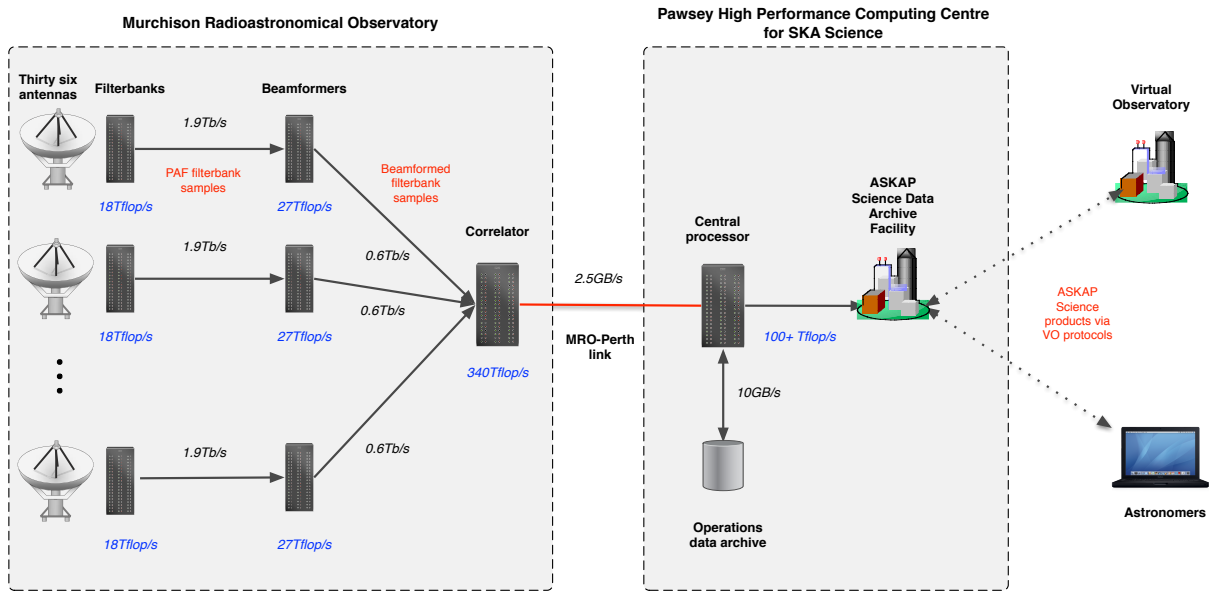 Murchison Radioastronomical Observatory
Pawsey High Performance Computing Centre
for SKA Science
Thirty six
antennas
Filterbanks
Beamformers
1.9Tb/s
PAF filterbank
samples
Beamformed
filterbank
samples
18Tflop/s
27Tflop/s
0.6Tb/s
1.9Tb/s
0.6Tb/s
18Tflop/s
27Tflop/s
Correlator
340Tflop/s
1.9Tb/s
0.6Tb/s
18Tflop/s
27Tflop/s
2.5GB/s
MRO-Perth
link
Central
processor
100+ Tflop/s
10GB/s
Operations
data archive
ASKAP
Science Data
Archive
Facility
Virtual
Observatory
ASKAP
Science
products via
VO protocols
Astronomers